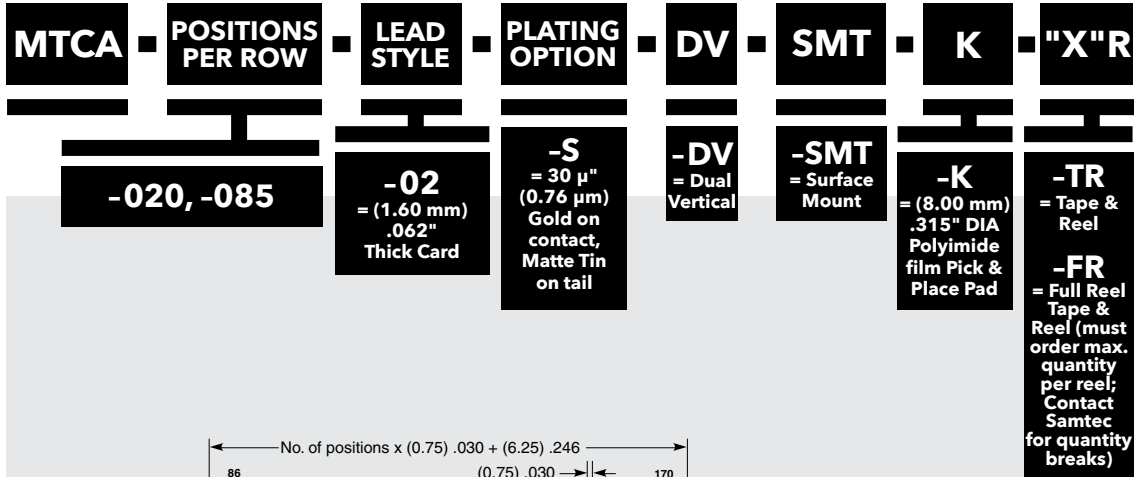 MTCA ▪ POSITIONS PER ROW ▪ LEAD STYLE ▪ PLATING OPTION ▪ DV ▪ SMT ▪ K ▪ "X"R
–020, –085
–02
= (1.60 mm)
.062"
Thick Card
–S
= 30 µ"
(0.76 µm)
Gold on
contact,
Matte Tin
on tail
–DV
= Dual
Vertical
–SMT
= Surface
Mount
–K
= (8.00 mm)
.315" DIA
Polyimide
film Pick &
Place Pad
–TR
= Tape &
Reel
–FR
= Full Reel
Tape &
Reel (must
order max.
quantity
per reel;
Contact
Samtec
for quantity
breaks)
No. of positions x (0.75) .030 + (6.25) .246
86
(0.75) .030
170